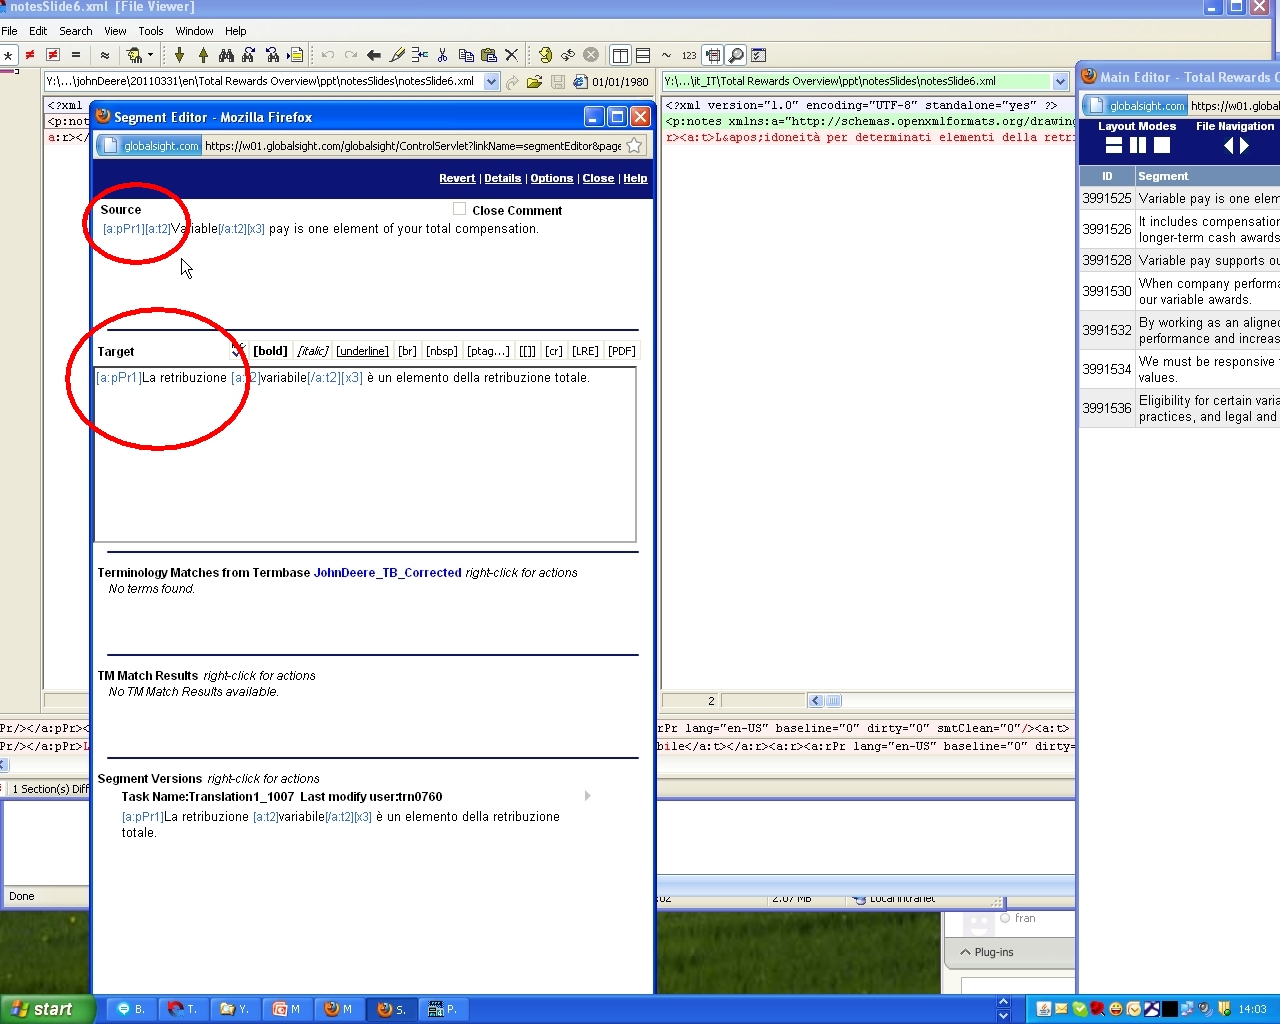 notesSlide6.xml  [File Viewer]
File Edit Search View Tools Window Help
* ≠ ≠ = ≈ ~ 123
Y:\...\johnDeere\20110331\en\Total Rewards Overview\ppt\notesSlides\notesSlide6.xml 01/01/1980
Y:\...\it_IT\Total Rewards Overview\ppt\notesSlides\notesSlide6.xml
<?xml
<p:not
a:r></
<?xml version="1.0" encoding="UTF-8" standalone="yes" ?>
<p:notes xmlns:a="http://schemas.openxmlformats.org/drawing
r><a:t>L&apos;idoneità per determinati elementi della retri
Segment Editor - Mozilla Firefox
globalsight.com https://w01.globalsight.com/globalsight/ControlServlet?linkName=segmentEditor&page
Revert | Details | Options | Close | Help
Source
Close Comment
[a:pPr1][a:t2]Variable[/a:t2][x3] pay is one element of your total compensation.
Target [bold] [italic] [underline] [br] [nbsp] [ptag...] [[]] [cr] [LRE] [PDF]
[a:pPr1]La retribuzione [a:t2]variabile[/a:t2][x3] è un elemento della retribuzione totale.
Terminology Matches from Termbase JohnDeere_TB_Corrected right-click for actions
No terms found.
TM Match Results right-click for actions
No TM Match Results available.
Segment Versions right-click for actions
Task Name:Translation1_1007 Last modify user:trn0760
[a:pPr1]La retribuzione [a:t2]variabile[/a:t2][x3] è un elemento della retribuzione
totale.
Main Editor - Total Rewards
globalsight.com https://w01
Layout Modes File Navigation
ID Segment
3991525 Variable pay is one elem
3991526 It includes compensation
longer-term cash awards
3991528 Variable pay supports ou
3991530 When company performa
our variable awards.
3991532 By working as an aligned
performance and increas
3991534 We must be responsive
values.
3991536 Eligibility for certain varia
practices, and legal and
2
Pr/></a:pPr><
rPr lang="en-US" baseline="0" dirty="0" smtClean="0"/><a:t>
Pr/></a:pPr>L
bile</a:t></a:r><a:r><a:rPr lang="en-US" baseline="0" dirty=
1 Section(s) Diff
Done
2.07 MB Local intranet
fran
Plug-ins
start B. T. Y. M M S. P. 14:03